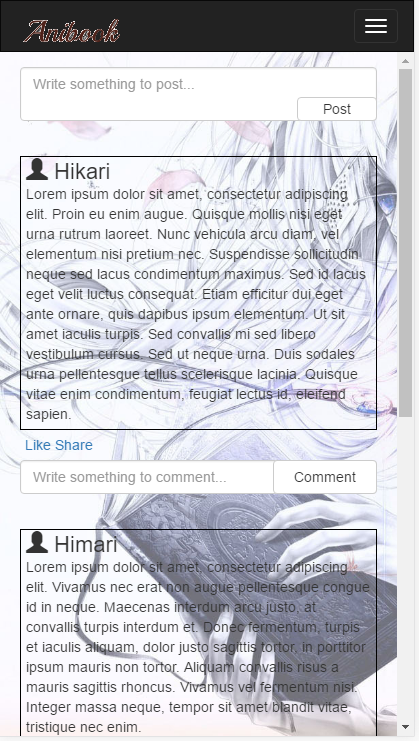 Anibook
Write something to post...
Post
Hikari
Lorem ipsum dolor sit amet, consectetur adipiscing
elit. Proin eu enim augue. Quisque mollis nisi eget
urna rutrum laoreet. Nunc vehicula arcu diam, vel
elementum nisi pretium nec. Suspendisse sollicitudin
neque sed lacus condimentum maximus. Sed id lacus
eget velit luctus consequat. Etiam efficitur dui eget
ante ornare, quis dapibus ipsum elementum. Ut sit
amet iaculis turpis. Sed convallis mi sed libero
vestibulum cursus. Sed ut neque urna. Duis sodales
urna pellentesque tellus scelerisque lacinia. Quisque
vitae enim condimentum, feugiat lectus id, eleifend
sapien.
Like Share
Write something to comment...
Comment
Himari
Lorem ipsum dolor sit amet, consectetur adipiscing
elit. Vivamus nec erat non augue pellentesque congue
id in neque. Maecenas interdum arcu justo, at
convallis turpis interdum et. Donec fermentum, turpis
et iaculis aliquam, dolor justo sagittis tortor, in porttitor
ipsum mauris non tortor. Aliquam convallis risus a
mauris sagittis rhoncus. Vivamus vel fermentum nisi.
Integer massa neque, tempor sit amet blandit vitae,
tristique nec enim.